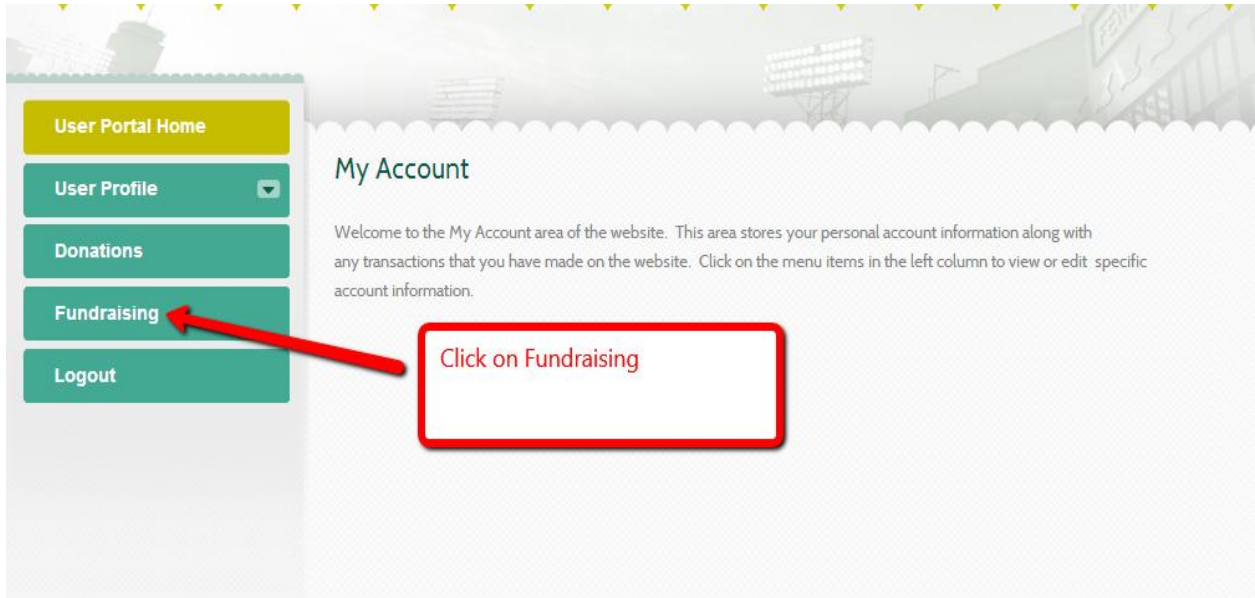 User Portal Home
User Profile
Donations
Fundraising
Logout
My Account
Welcome to the My Account area of the website. This area stores your personal account information along with
any transactions that you have made on the website. Click on the menu items in the left column to view or edit specific
account information.
Click on Fundraising